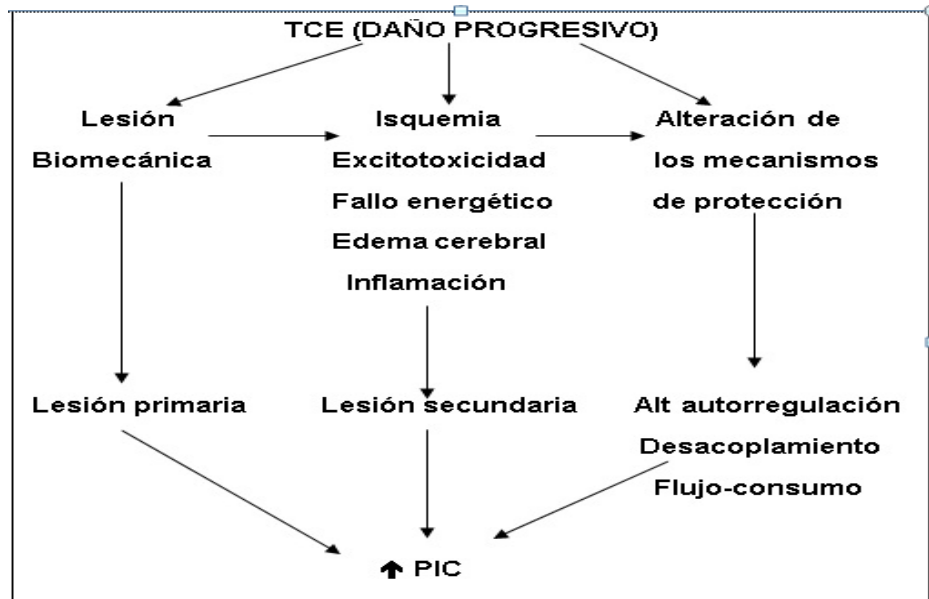 TCE (DAÑO PROGRESIVO)
Lesión
Biomecánica
Isquemia
Excitotoxicidad
Fallo energético
Edema cerebral
Inflamación
Alteración de
los mecanismos
de protección
Lesión primaria
Lesión secundaria
Alt autorregulación
Desacoplamiento
Flujo-consumo
🡹 PIC